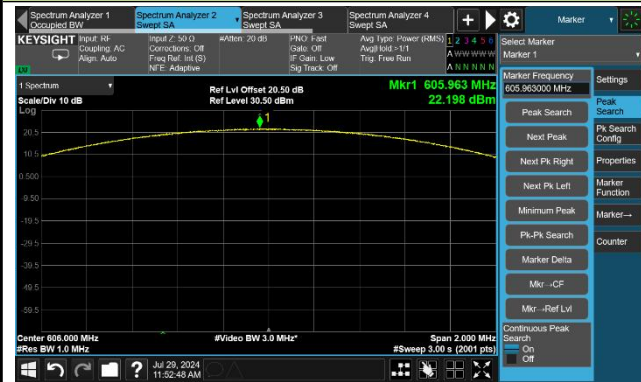 Spectrum Analyzer 1
Occupied BW
Spectrum Analyzer 2
Swept SA
Spectrum Analyzer 3
Swept SA
Spectrum Analyzer 4
Swept SA
+
Marker
KEYSIGHT
Input: RF
Coupling: AC
Align: Auto
Input Z: 50 Ω
Corrections: Off
Freq Ref: Int (S)
NFE: Adaptive
#Atten: 20 dB
PNO: Fast
Gate: Off
IF Gain: Low
Sig Track: Off
Avg Type: Power (RMS)
Avg|Hold:>1/1
Trig: Free Run
1 2 3 4 5 6
A W W W W W
A N N N N N
Select Marker
Marker 1
1 Spectrum
Scale/Div 10 dB
Log
Ref Lvl Offset 20.50 dB
Ref Level 30.50 dBm
Mkr1 605.963 MHz
22.198 dBm
1
20.5
10.5
0.500
-9.50
-19.5
-29.5
-39.5
-49.5
-59.5
Center 606.000 MHz
#Res BW 1.0 MHz
#Video BW 3.0 MHz*
Span 2.000 MHz
#Sweep 3.00 s (2001 pts)
Marker Frequency
605.963000 MHz
Peak Search
Next Peak
Next Pk Right
Next Pk Left
Minimum Peak
Pk-Pk Search
Marker Delta
Mkr→CF
Mkr→Ref Lvl
Continuous Peak
Search
On
Off
Settings
Peak
Search
Pk Search
Config
Properties
Marker
Function
Marker→
Counter
?
Jul 29, 2024
11:52:48 AM